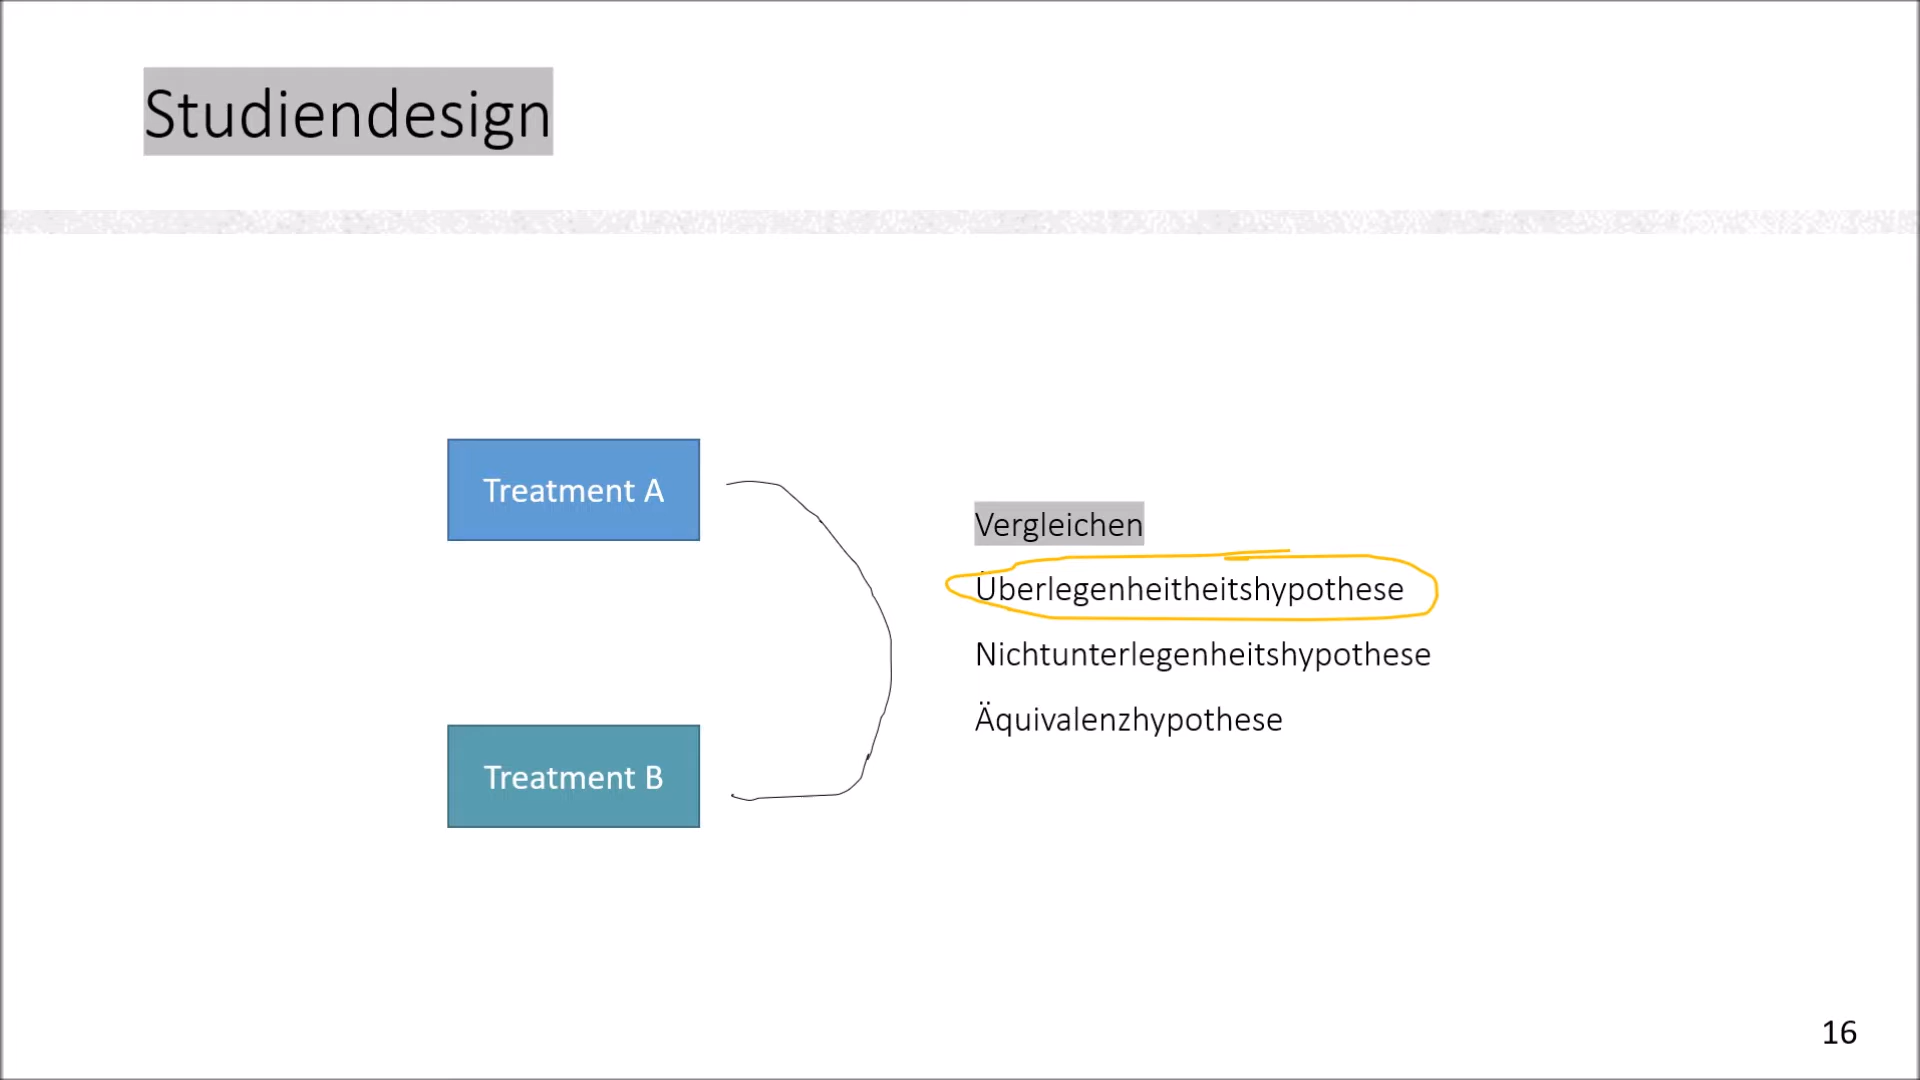 Studiendesign
Treatment A
Vergleichen
Überlegenheitheitshypothese
Nichtunterlegenheitshypothese
Äquivalenzhypothese
Treatment B
16